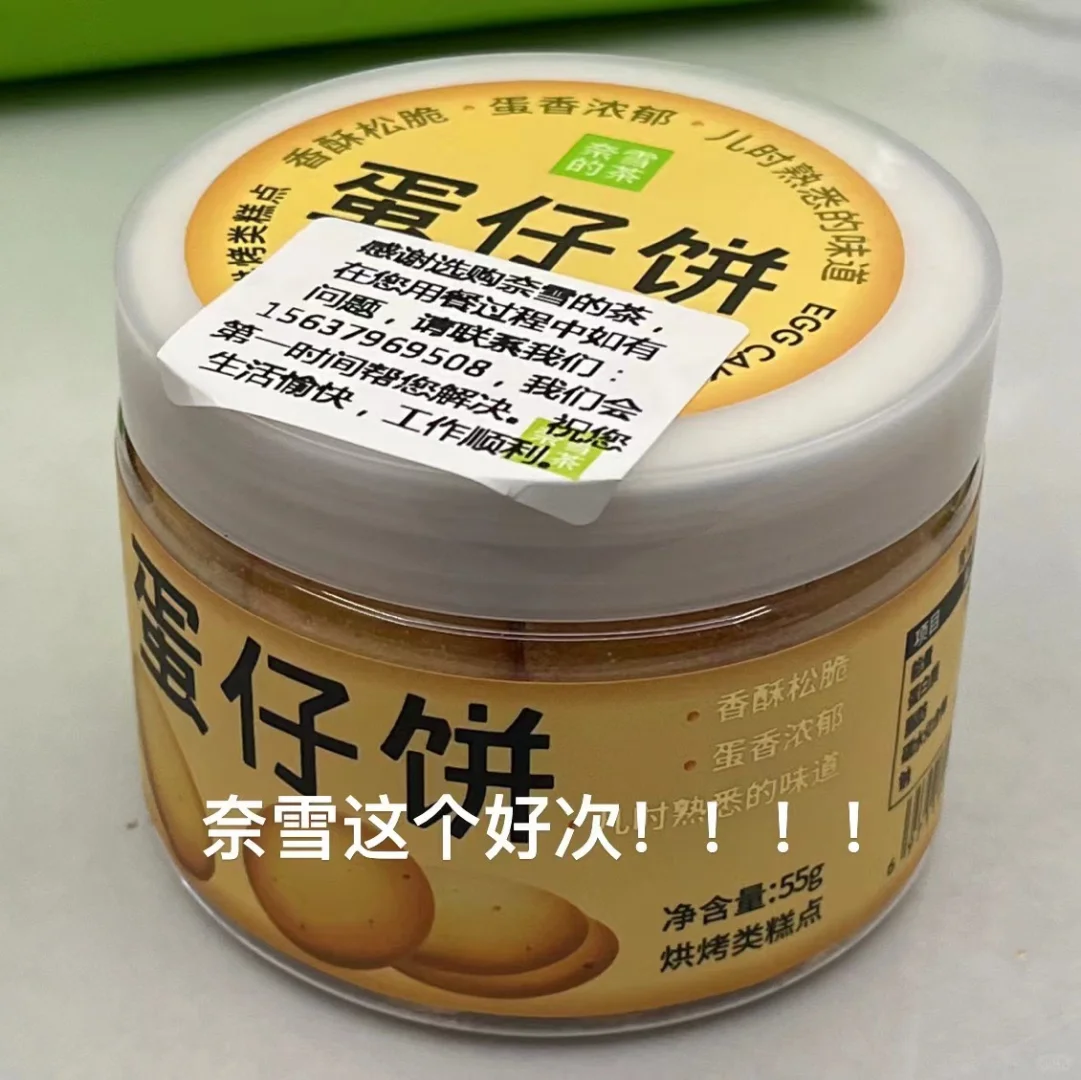 香酥松脆 · 蛋香浓郁 · 儿时熟悉的味道
奈雪
的茶
蛋仔饼
烤类糕点
EGG CA
感谢选购奈雪的茶，
在您用餐过程中如有
问题，请联系我们：
15637969508，我们会
第一时间帮您解决。祝您
生活愉快，工作顺利。
蛋仔饼
· 香酥松脆
· 蛋香浓郁
儿时熟悉的味道
奈雪这个好次！！！！
净含量:55g
烘烤类糕点
项目
6